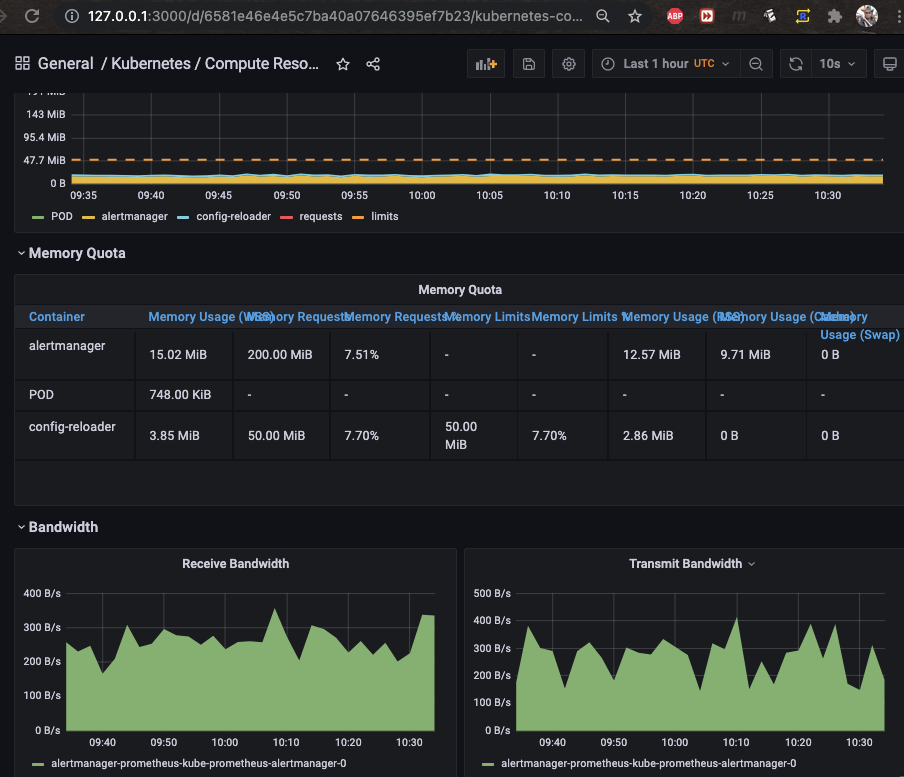 127.0.0.1:3000/d/6581e46e4e5c7ba40a07646395ef7b23/kubernetes-co...
ABP
General / Kubernetes / Compute Reso...
Last 1 hour UTC
10s
191 MiB
143 MiB
95.4 MiB
47.7 MiB
0 B
09:35 09:40 09:45 09:50 09:55 10:00 10:05 10:10 10:15 10:20 10:25 10:30
POD alertmanager config-reloader requests limits
Memory Quota
Memory Quota
Container Memory Usage (WSS) Memory Requests Memory Requests % Memory Limits Memory Limits % Memory Usage (RSS) Memory Usage (Cache) Memory
Usage (Swap)
alertmanager 15.02 MiB 200.00 MiB 7.51% - - 12.57 MiB 9.71 MiB 0 B
POD 748.00 KiB - - - - - - -
config-reloader 3.85 MiB 50.00 MiB 7.70% 50.00
MiB 7.70% 2.86 MiB 0 B 0 B
Bandwidth
Receive Bandwidth
400 B/s
300 B/s
200 B/s
100 B/s
0 B/s
09:40 09:50 10:00 10:10 10:20 10:30
alertmanager-prometheus-kube-prometheus-alertmanager-0
Transmit Bandwidth
500 B/s
400 B/s
300 B/s
200 B/s
100 B/s
0 B/s
09:40 09:50 10:00 10:10 10:20 10:30
alertmanager-prometheus-kube-prometheus-alertmanager-0